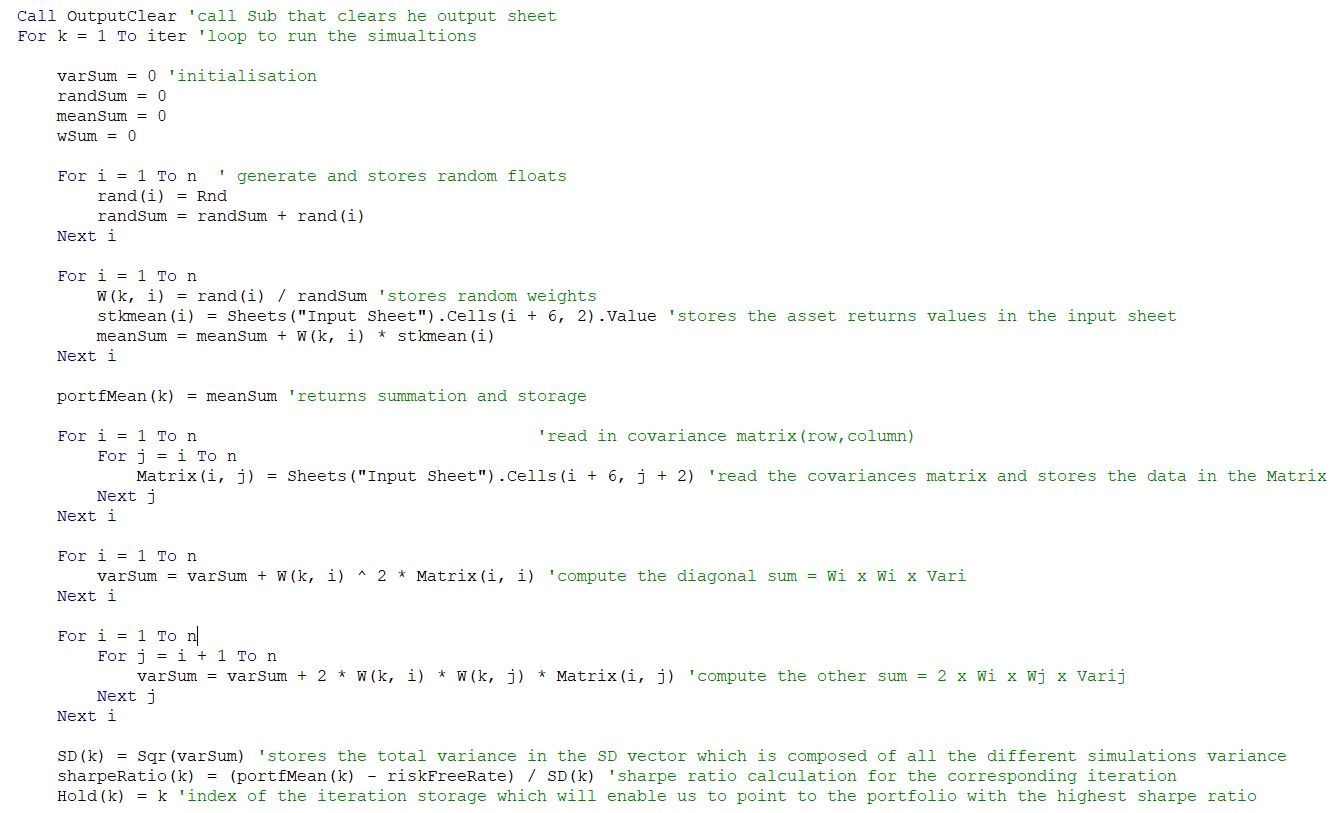 Call OutputClear 'call Sub that clears he output sheet
For k = 1 To iter 'loop to run the simualtions
varSum = 0 'initialisation
randSum = 0
meanSum = 0
wSum = 0
For i = 1 To n ' generate and stores random floats
rand(i) = Rnd
randSum = randSum + rand(i)
Next i
For i = 1 To n
W(k, i) = rand(i) / randSum 'stores random weights
stkmean(i) = Sheets("Input Sheet").Cells(i + 6, 2).Value 'stores the asset returns values in the input sheet
meanSum = meanSum + W(k, i) * stkmean(i)
Next i
portfMean(k) = meanSum 'returns summation and storage
For i = 1 To n 'read in covariance matrix(row,column)
For j = i To n
Matrix(i, j) = Sheets("Input Sheet").Cells(i + 6, j + 2) 'read the covariances matrix and stores the data in the Matrix
Next j
Next i
For i = 1 To n
varSum = varSum + W(k, i) ^ 2 * Matrix(i, i) 'compute the diagonal sum = Wi x Wi x Vari
Next i
For i = 1 To n
For j = i + 1 To n
varSum = varSum + 2 * W(k, i) * W(k, j) * Matrix(i, j) 'compute the other sum = 2 x Wi x Wj x Varij
Next j
Next i
SD(k) = Sqr(varSum) 'stores the total variance in the SD vector which is composed of all the different simulations variance
sharpeRatio(k) = (portfMean(k) - riskFreeRate) / SD(k) 'sharpe ratio calculation for the corresponding iteration
Hold(k) = k 'index of the iteration storage which will enable us to point to the portfolio with the highest sharpe ratio